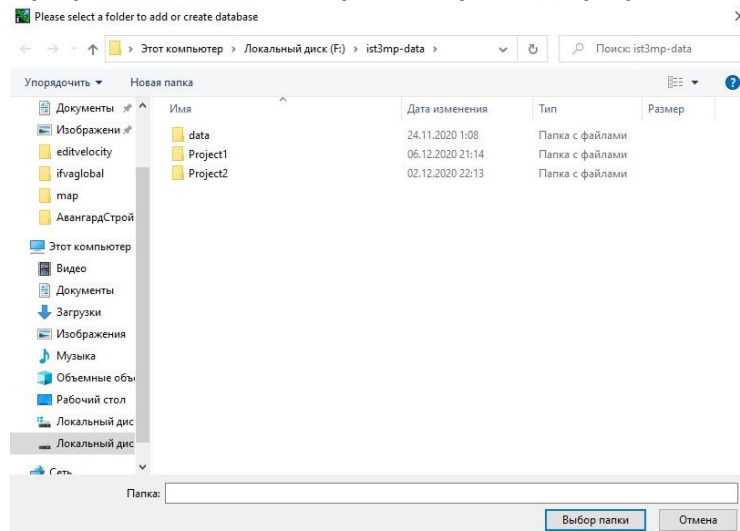 Please select a folder to add or create database
Этот компьютер › Локальный диск (F:) › ist3mp-data ›
Поиск: ist3mp-data
Упорядочить Новая папка
Имя Дата изменения Тип Размер
data 24.11.2020 1:08 Папка с файлами
Project1 06.12.2020 21:14 Папка с файлами
Project2 02.12.2020 22:13 Папка с файлами
Документы
Изображени
editvelocity
ifvaglobal
map
АвангардСтрой
Этот компьютер
Видео
Документы
Загрузки
Изображения
Музыка
Объемные объ
Рабочий стол
Локальный дис
Локальный дис
Сеть
Папка:
Выбор папки Отмена